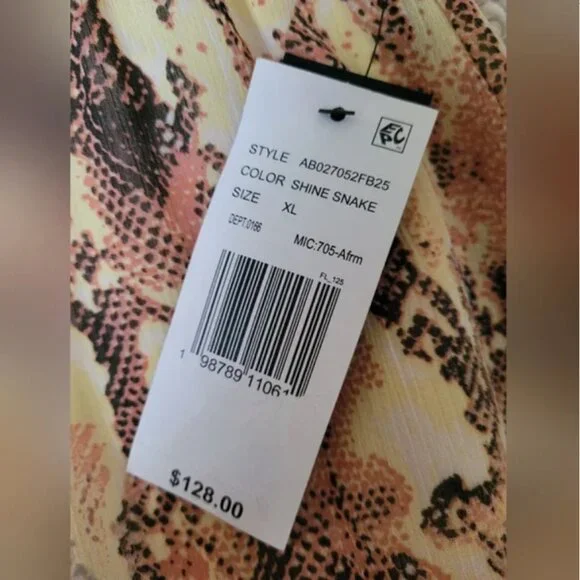 STYLE AB027052FB25
COLOR SHINE SNAKE
SIZE XL
DEPT:0166
MIC:705-Afrm
FL_125
1 98789 11061
$128.00